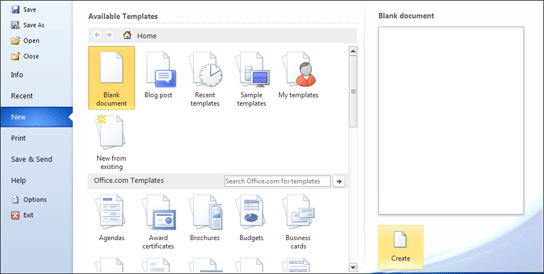 Save
Save As
Open
Close
Info
Recent
New
Print
Save & Send
Help
Options
Exit
Available Templates
Home
Blank document
Blog post
Recent templates
Sample templates
My templates
New from existing
Office.com Templates
Search Office.com for templates
Agendas
Award certificates
Brochures
Budgets
Business cards
Blank document
Create